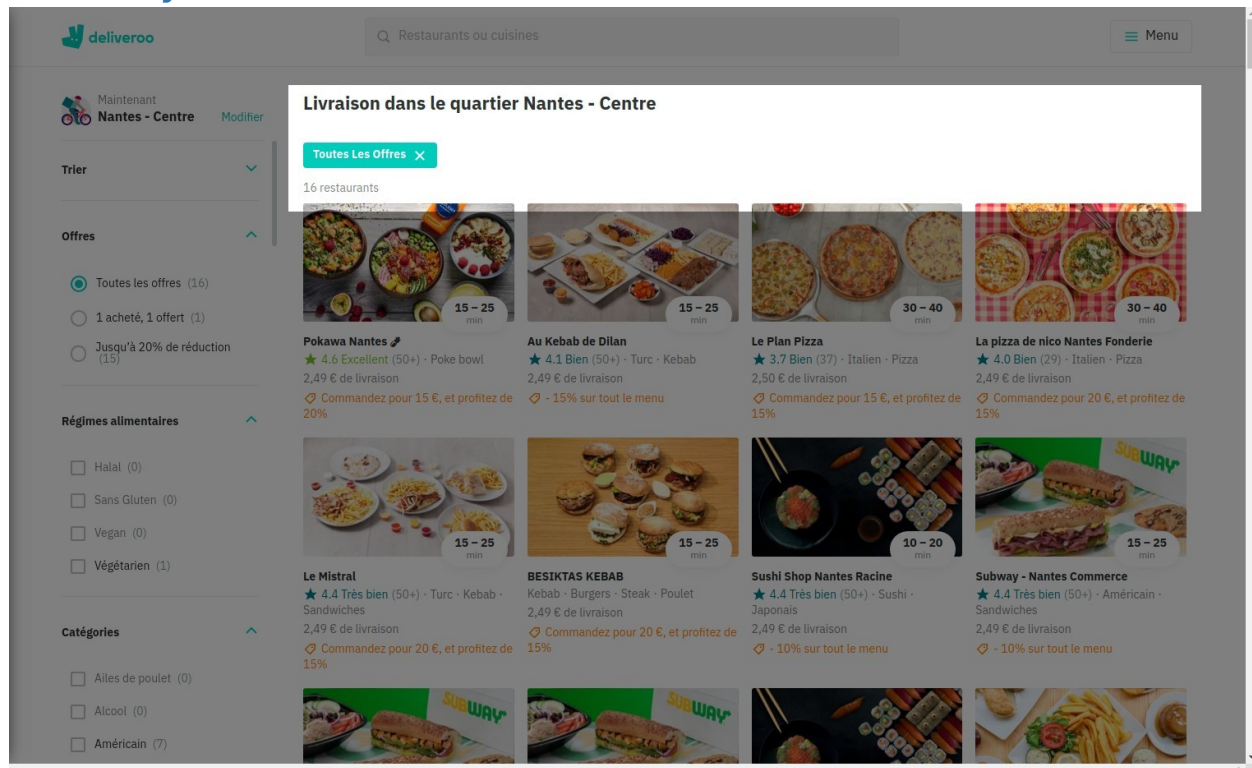 deliveroo
Restaurants ou cuisines
Menu
Maintenant
Nantes - Centre
Modifier
Trier
Offres
Toutes les offres (16)
1 acheté, 1 offert (1)
Jusqu'à 20% de réduction
(15)
Régimes alimentaires
Halal (0)
Sans Gluten (0)
Vegan (0)
Végétarien (1)
Catégories
Ailes de poulet (0)
Alcool (0)
Américain (7)
Livraison dans le quartier Nantes - Centre
Toutes Les Offres
16 restaurants
15 – 25
min
Pokawa Nantes
4.6 Excellent (50+) · Poke bowl
2,49 € de livraison
Commandez pour 15 €, et profitez de
20%
15 – 25
min
Au Kebab de Dilan
4.1 Bien (50+) · Turc · Kebab
2,49 € de livraison
- 15% sur tout le menu
30 – 40
min
Le Plan Pizza
3.7 Bien (37) · Italien · Pizza
2,50 € de livraison
Commandez pour 15 €, et profitez de
15%
30 – 40
min
La pizza de nico Nantes Fonderie
4.0 Bien (29) · Italien · Pizza
2,49 € de livraison
Commandez pour 20 €, et profitez de
15%
15 – 25
min
Le Mistral
4.4 Très bien (50+) · Turc · Kebab ·
Sandwiches
2,49 € de livraison
Commandez pour 20 €, et profitez de
15%
15 – 25
min
BESIKTAS KEBAB
Kebab · Burgers · Steak · Poulet
2,49 € de livraison
Commandez pour 20 €, et profitez de
15%
10 – 20
min
Sushi Shop Nantes Racine
4.4 Très bien (50+) · Sushi ·
Japonais
2,49 € de livraison
- 10% sur tout le menu
SUBWAY
15 – 25
min
Subway - Nantes Commerce
4.4 Très bien (50+) · Américain ·
Sandwiches
2,49 € de livraison
- 10% sur tout le menu
SUBWAY
SUBWAY